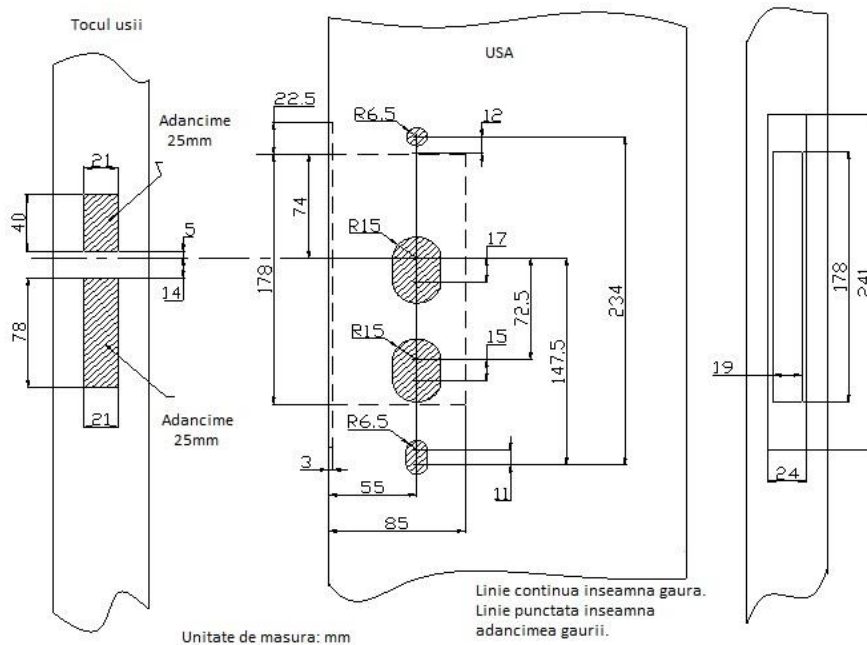 Tocul usii
USA
Adancime
25mm
22.5
R6.5
12
21
40
5
74
R15
17
14
178
72.5
234
178
241
78
R15
15
147.5
19
Adancime
25mm
21
R6.5
3
55
11
24
85
Linie continua inseamna gaura.
Linie punctata inseamna
adancimea gaurii.
Unitate de masura: mm